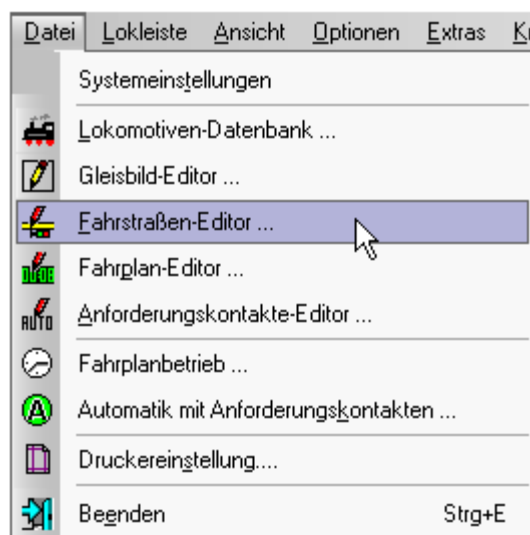 Datei Lokleiste Ansicht Optionen Extras
Systemeinstellungen
Lokomotiven-Datenbank ...
Gleisbild-Editor ...
Fahrstraßen-Editor ...
Fahrplan-Editor ...
AUTO Anforderungskontakte-Editor ...
Fahrplanbetrieb ...
A Automatik mit Anforderungskontakten ...
Druckereinstellung....
Beenden Strg+E